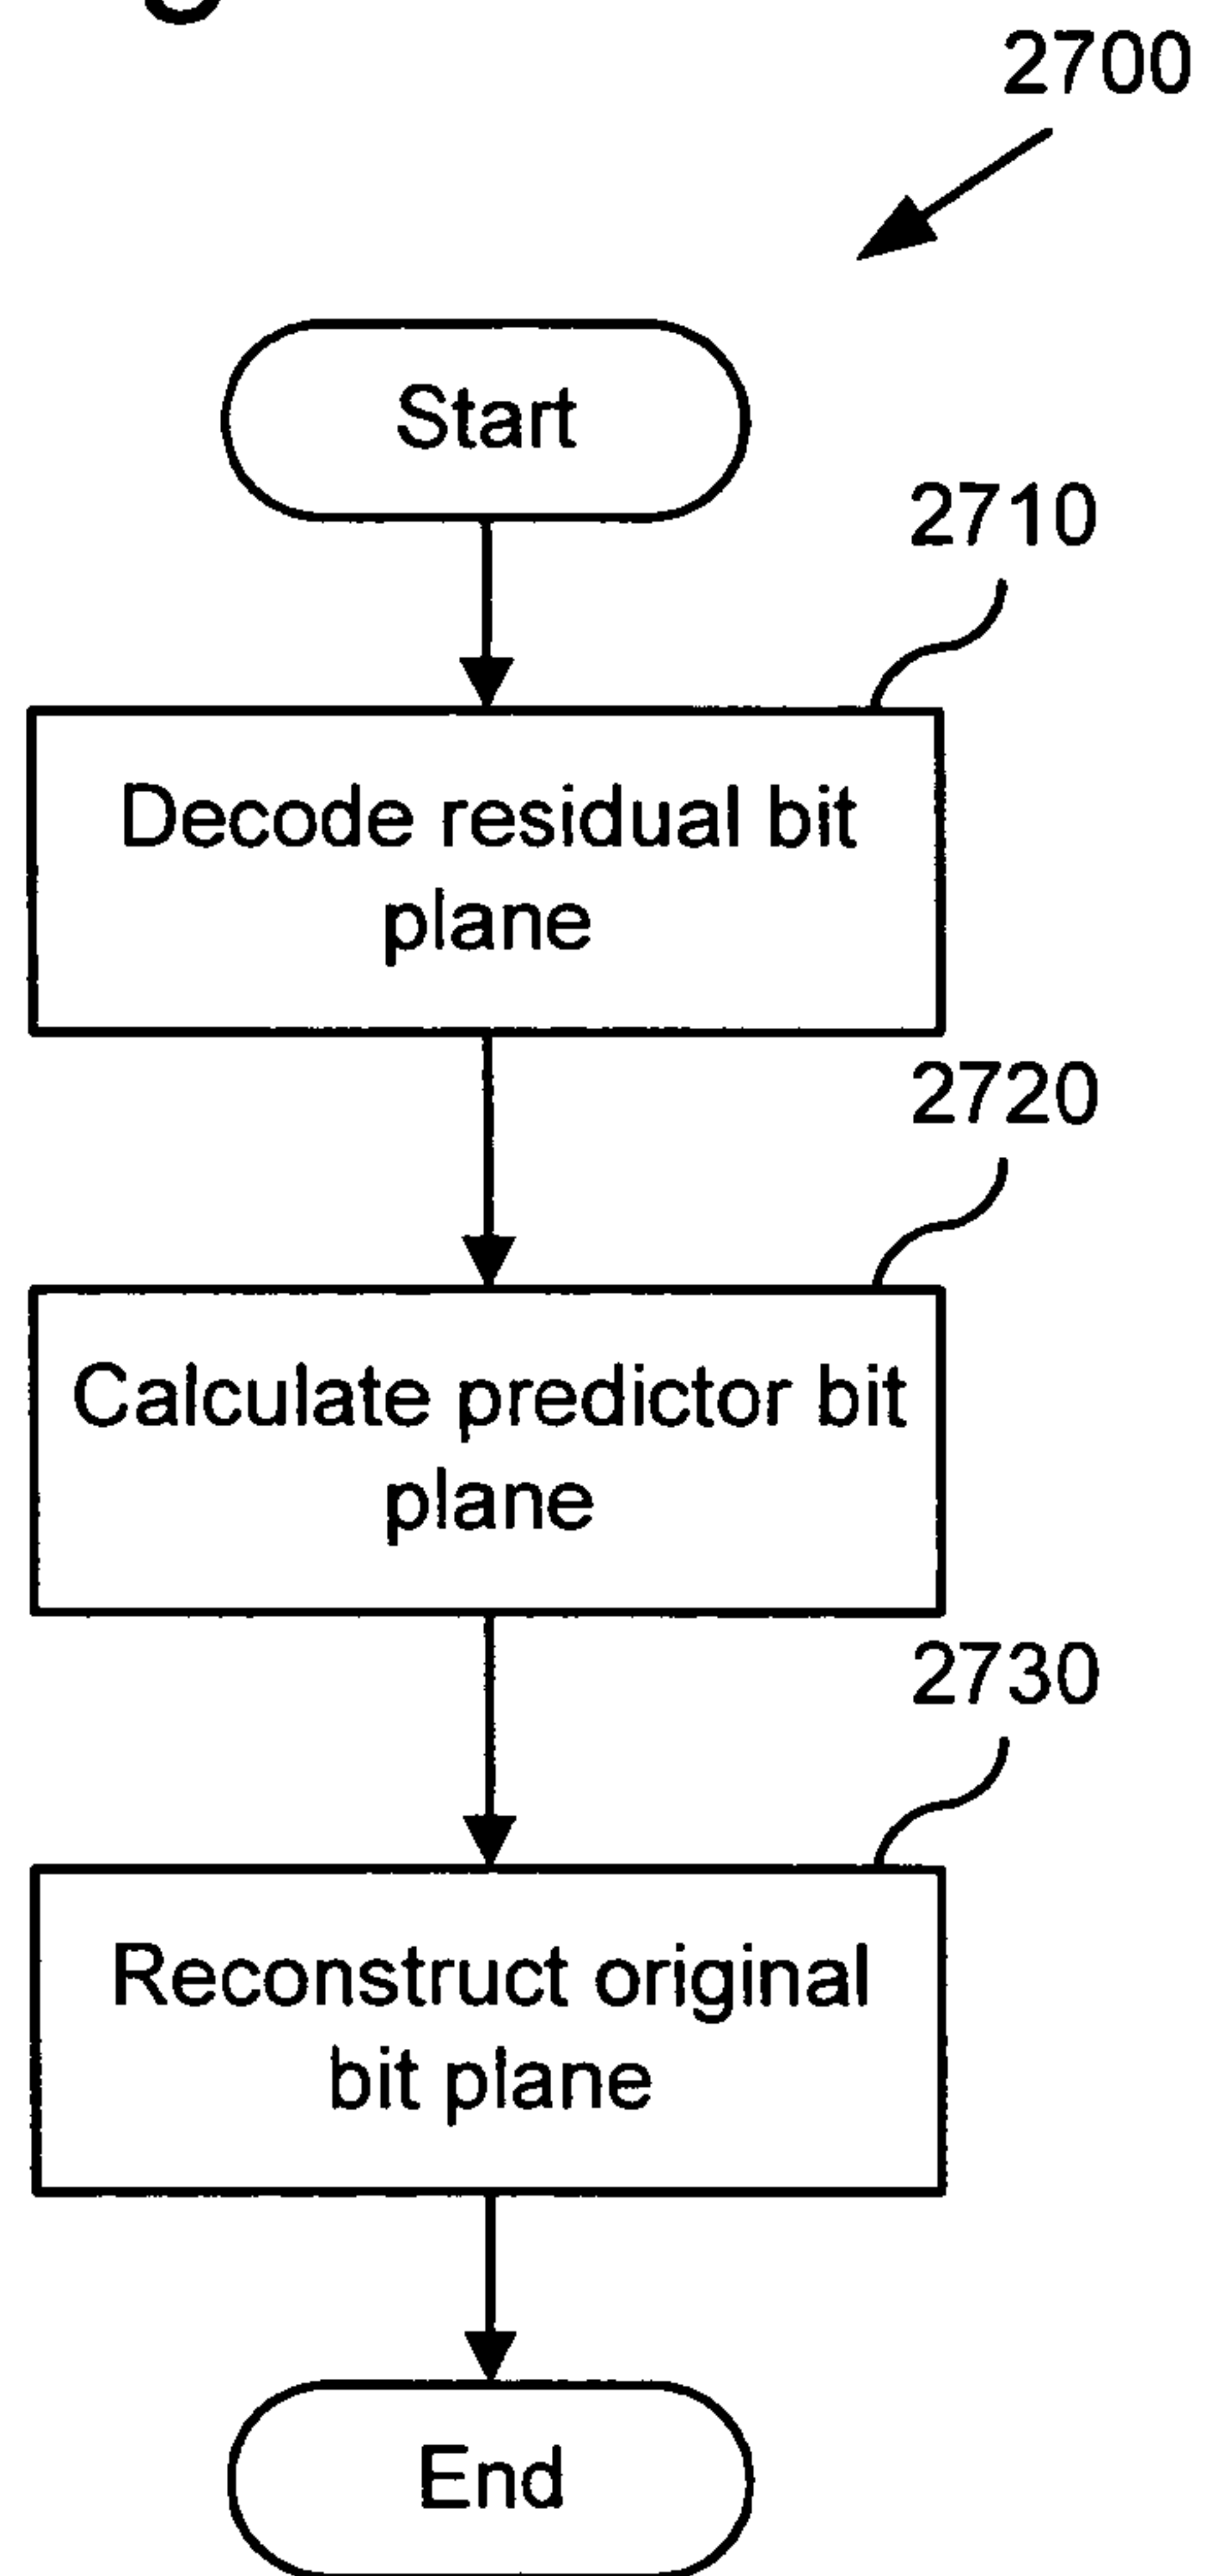 2700
Start
2710
Decode residual bit
plane
2720
Calculate predictor bit
plane
2730
Reconstruct original
bit plane
End